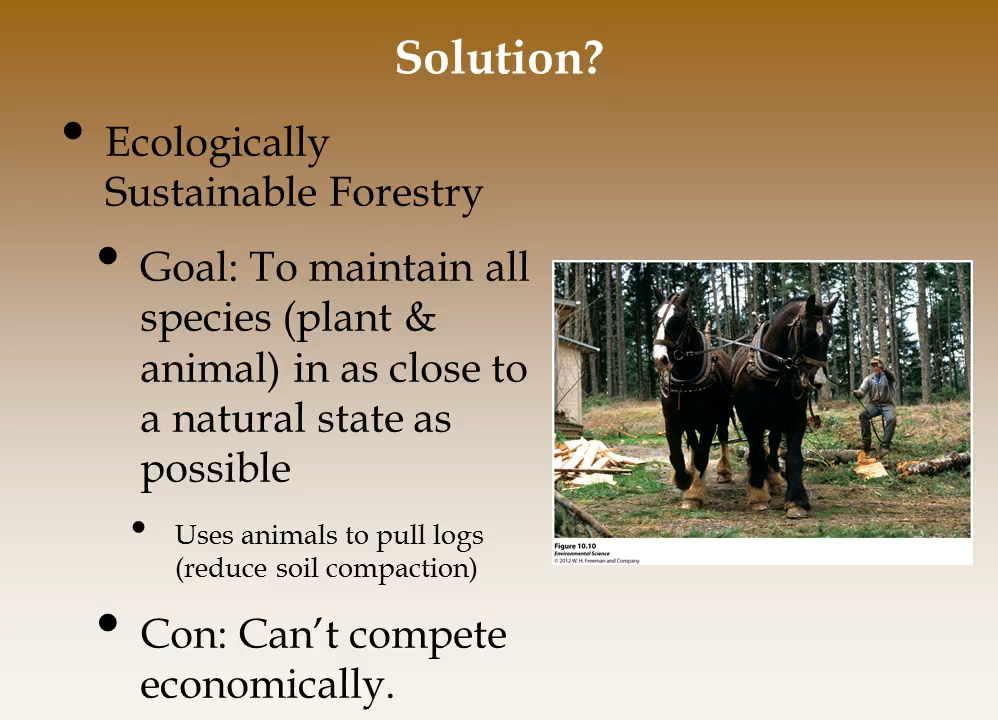 Solution?
• Ecologically
Sustainable Forestry
• Goal: To maintain all
species (plant &
animal) in as close to
a natural state as
possible
• Uses animals to pull logs
(reduce soil compaction)
• Con: Can’t compete
economically.
Figure 10.10
Environmental Science
© 2012 W. H. Freeman and Company